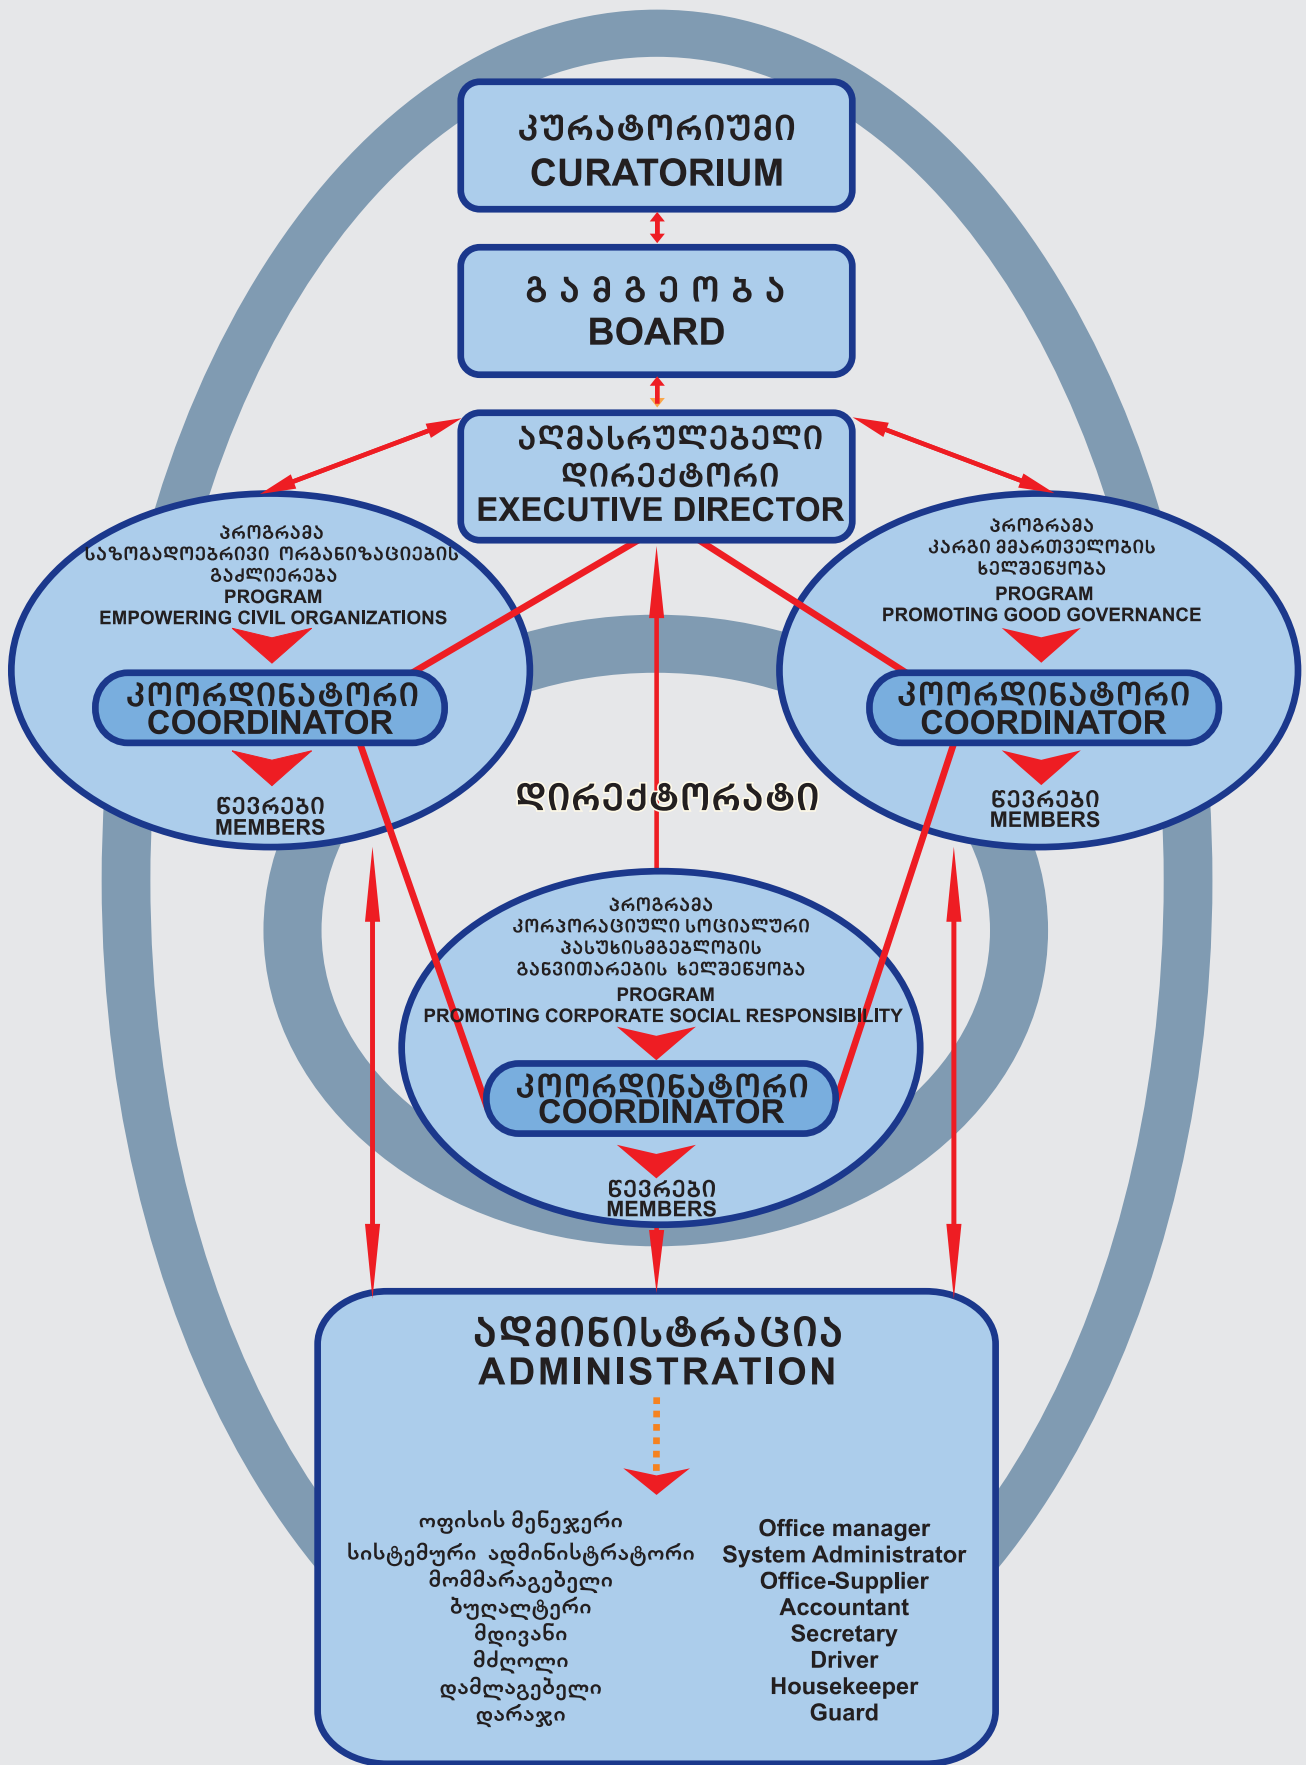 კურატორიუმი
CURATORIUM
გ ა მ გ ე ო ბ ა
BOARD
აღმასრულებელი
დირექტორი
EXECUTIVE DIRECTOR
პროგრამა
საზოგადოებრივი ორგანიზაციების
გაძლიერება
PROGRAM
EMPOWERING CIVIL ORGANIZATIONS
კოორდინატორი
COORDINATOR
წევრები
MEMBERS
პროგრამა
კარგი მმართველობის
ხელშეწყობა
PROGRAM
PROMOTING GOOD GOVERNANCE
კოორდინატორი
COORDINATOR
წევრები
MEMBERS
დირექტორატი
პროგრამა
კორპორაციული სოციალური
პასუხისმგებლობის
განვითარების ხელშეწყობა
PROGRAM
PROMOTING CORPORATE SOCIAL RESPONSIBILITY
კოორდინატორი
COORDINATOR
წევრები
MEMBERS
ადმინისტრაცია
ADMINISTRATION
ოფისის მენეჯერი
სისტემური ადმინისტრატორი
მომმარაგებელი
ბუღალტერი
მდივანი
მძღოლი
დამლაგებელი
დარაჯი
Office manager
System Administrator
Office-Supplier
Accountant
Secretary
Driver
Housekeeper
Guard